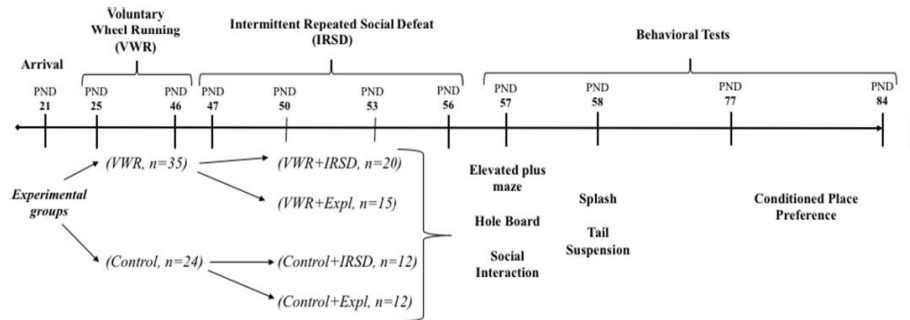 Voluntary
Wheel Running
(VWR)
Intermittent Repeated Social Defeat
(IRSD)
Behavioral Tests
Arrival
PND
21
PND
25
PND
46
PND
47
PND
50
PND
53
PND
56
PND
57
PND
58
PND
77
PND
84
Experimental
groups
(VWR, n=35)
(Control, n=24)
(VWR+IRSD, n=20)
(VWR+Expl, n=15)
(Control+IRSD, n=12)
(Control+Expl, n=12)
Elevated plus
maze
Hole Board
Social
Interaction
Splash
Tail
Suspension
Conditioned Place
Preference